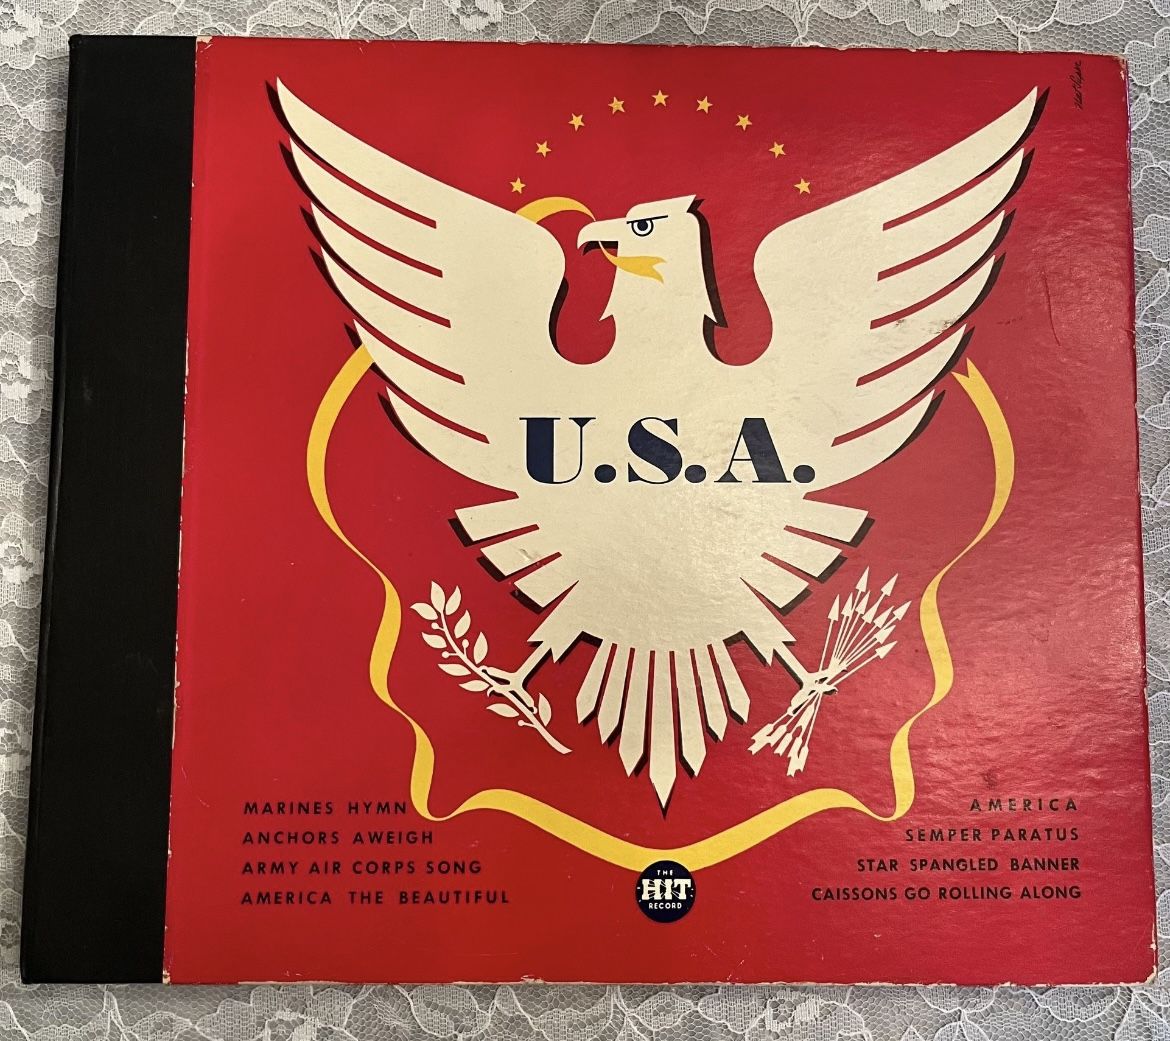 U.S.A.
MARINES HYMN
ANCHORS AWEIGH
ARMY AIR CORPS SONG
AMERICA THE BEAUTIFUL
AMERICA
SEMPER PARATUS
STAR SPANGLED BANNER
CAISSONS GO ROLLING ALONG
THE
HIT
RECORD